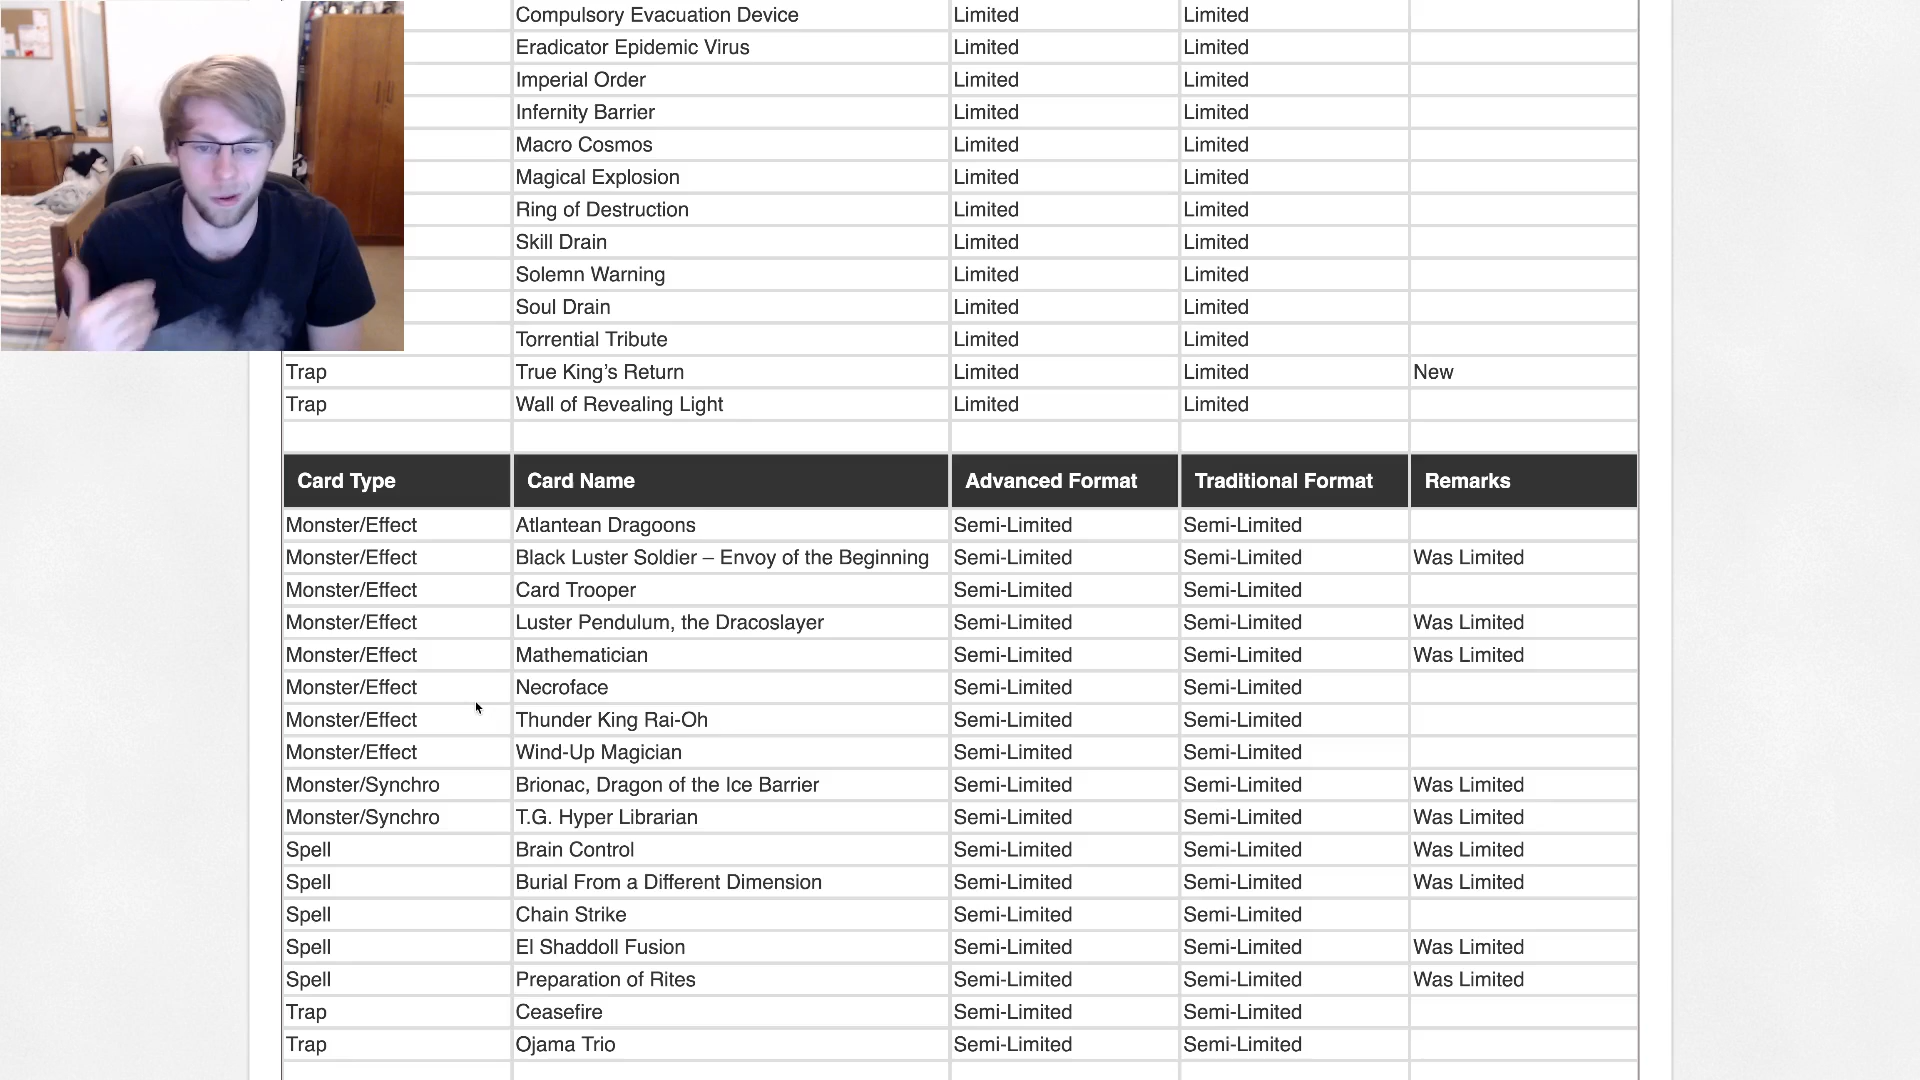 Compulsory Evacuation Device Limited Limited
Eradicator Epidemic Virus Limited Limited
Imperial Order Limited Limited
Infernity Barrier Limited Limited
Macro Cosmos Limited Limited
Magical Explosion Limited Limited
Ring of Destruction Limited Limited
Skill Drain Limited Limited
Solemn Warning Limited Limited
Soul Drain Limited Limited
Torrential Tribute Limited Limited
Trap True King’s Return Limited Limited New
Trap Wall of Revealing Light Limited Limited
Card Type Card Name Advanced Format Traditional Format Remarks
Monster/Effect Atlantean Dragoons Semi-Limited Semi-Limited
Monster/Effect Black Luster Soldier – Envoy of the Beginning Semi-Limited Semi-Limited Was Limited
Monster/Effect Card Trooper Semi-Limited Semi-Limited
Monster/Effect Luster Pendulum, the Dracoslayer Semi-Limited Semi-Limited Was Limited
Monster/Effect Mathematician Semi-Limited Semi-Limited Was Limited
Monster/Effect Necroface Semi-Limited Semi-Limited
Monster/Effect Thunder King Rai-Oh Semi-Limited Semi-Limited
Monster/Effect Wind-Up Magician Semi-Limited Semi-Limited
Monster/Synchro Brionac, Dragon of the Ice Barrier Semi-Limited Semi-Limited Was Limited
Monster/Synchro T.G. Hyper Librarian Semi-Limited Semi-Limited Was Limited
Spell Brain Control Semi-Limited Semi-Limited Was Limited
Spell Burial From a Different Dimension Semi-Limited Semi-Limited Was Limited
Spell Chain Strike Semi-Limited Semi-Limited
Spell El Shaddoll Fusion Semi-Limited Semi-Limited Was Limited
Spell Preparation of Rites Semi-Limited Semi-Limited Was Limited
Trap Ceasefire Semi-Limited Semi-Limited
Trap Ojama Trio Semi-Limited Semi-Limited